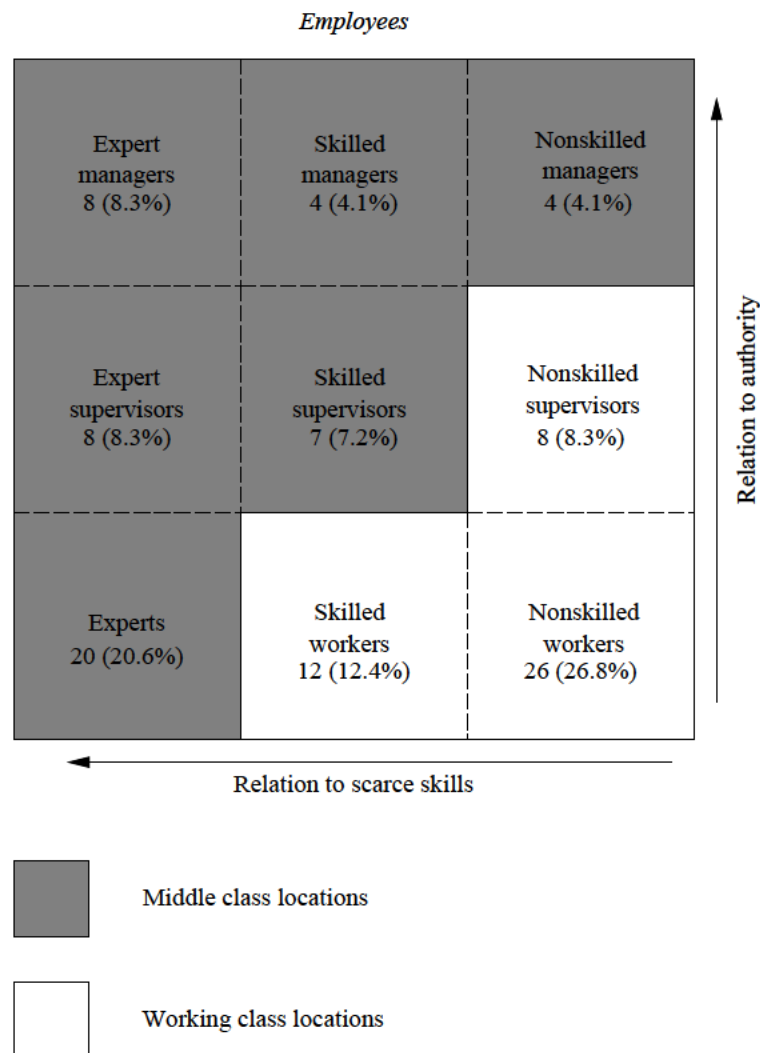 Employees
Expert
managers
8 (8.3%)
Skilled
managers
4 (4.1%)
Nonskilled
managers
4 (4.1%)
Expert
supervisors
8 (8.3%)
Skilled
supervisors
7 (7.2%)
Nonskilled
supervisors
8 (8.3%)
Experts
20 (20.6%)
Skilled
workers
12 (12.4%)
Nonskilled
workers
26 (26.8%)
Relation to authority
Relation to scarce skills
Middle class locations
Working class locations